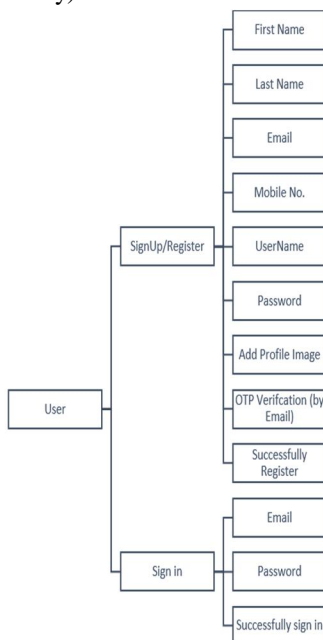 First Name
Last Name
Email
Mobile No.
SignUp/Register
UserName
Password
Add Profile Image
User
OTP Verifcation (by
Email)
Successfully
Register
Email
Sign in
Password
Successfully sign in